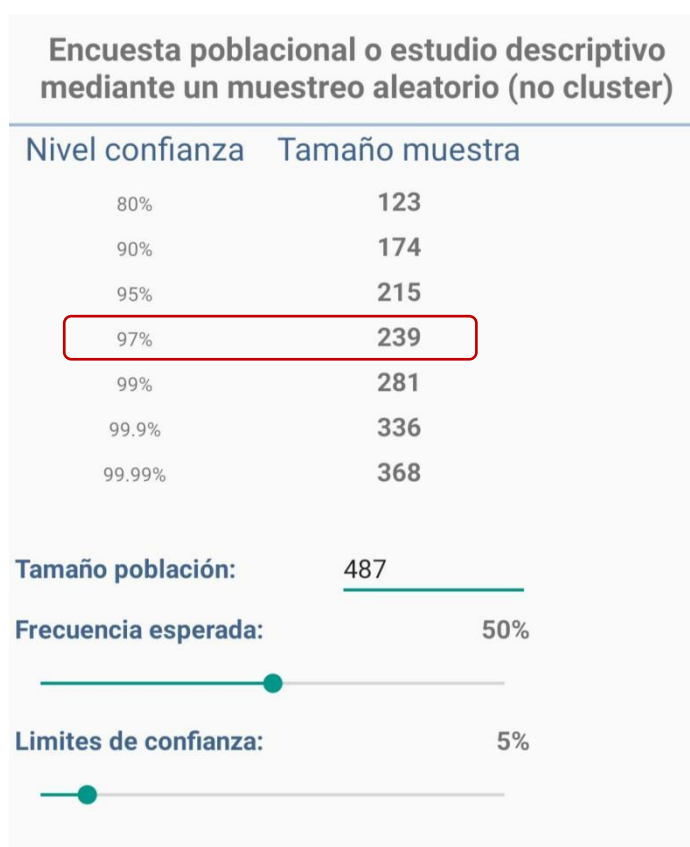 Encuesta poblacional o estudio descriptivo
mediante un muestreo aleatorio (no cluster)
Nivel confianza Tamaño muestra
80% 123
90% 174
95% 215
97% 239
99% 281
99.9% 336
99.99% 368
Tamaño población: 487
Frecuencia esperada: 50%
Limites de confianza: 5%